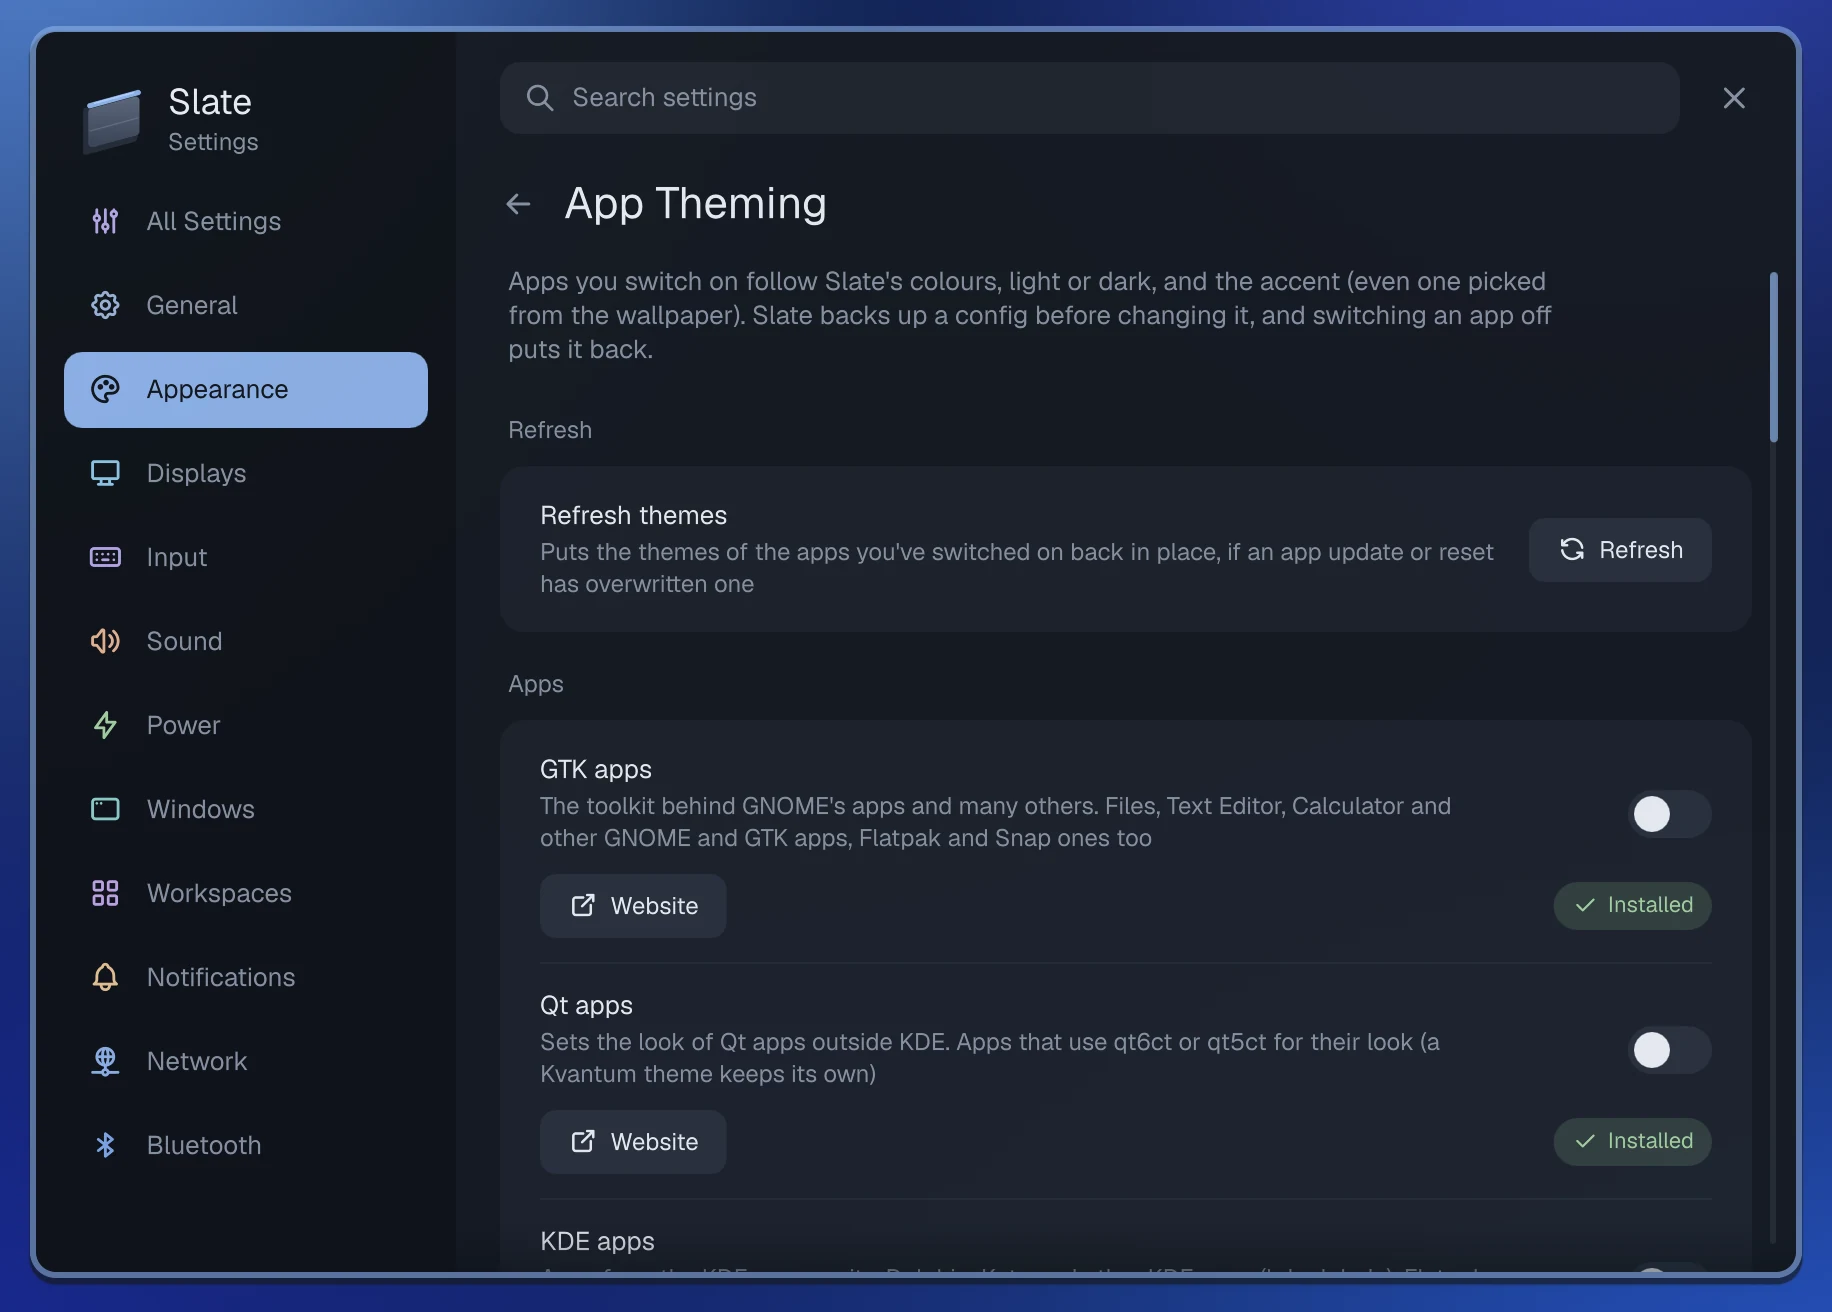 Slate
Settings
All Settings
General
Appearance
Displays
Input
Sound
Power
Windows
Workspaces
Notifications
Network
Bluetooth
Search settings
App Theming
Apps you switch on follow Slate's colours, light or dark, and the accent (even one picked
from the wallpaper). Slate backs up a config before changing it, and switching an app off
puts it back.
Refresh
Refresh themes
Puts the themes of the apps you've switched on back in place, if an app update or reset
has overwritten one
Refresh
Apps
GTK apps
The toolkit behind GNOME's apps and many others. Files, Text Editor, Calculator and
other GNOME and GTK apps, Flatpak and Snap ones too
Website
Installed
Qt apps
Sets the look of Qt apps outside KDE. Apps that use qt6ct or qt5ct for their look (a
Kvantum theme keeps its own)
Website
Installed
KDE apps